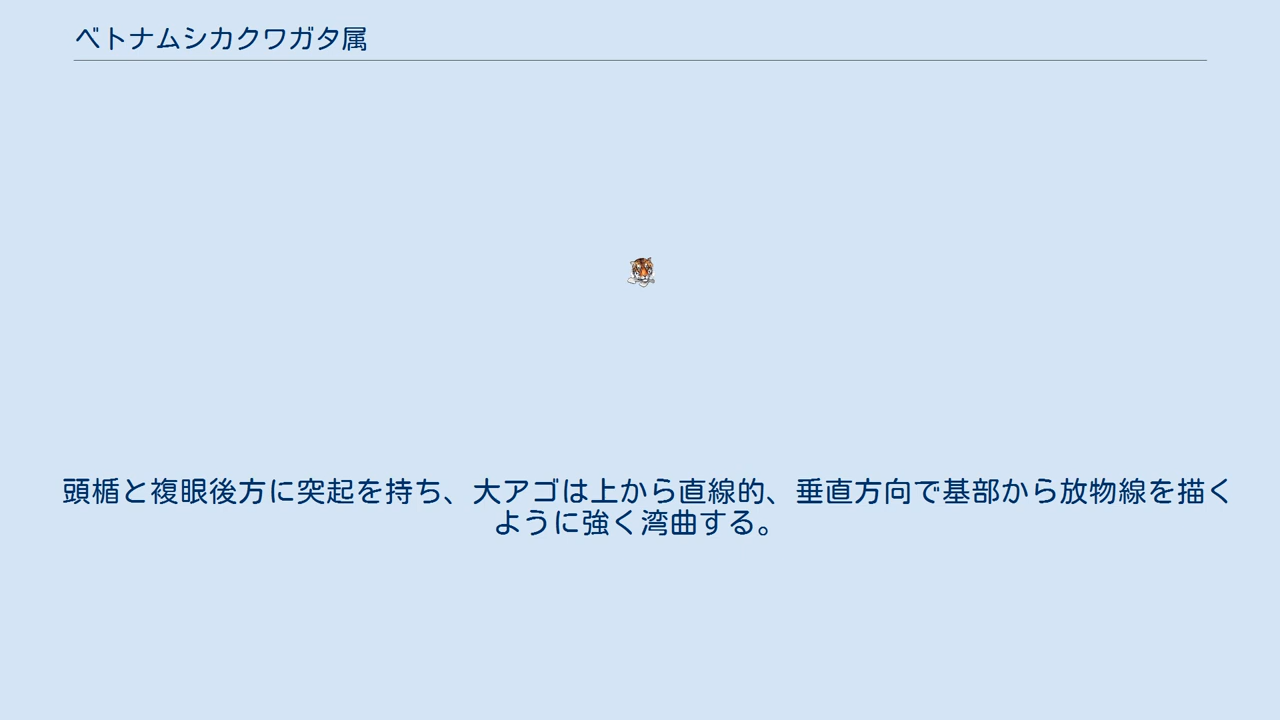 ベトナムシカクワガタ属
頭楯と複眼後方に突起を持ち、大アゴは上から直線的、垂直方向で基部から放物線を描く
ように強く湾曲する。